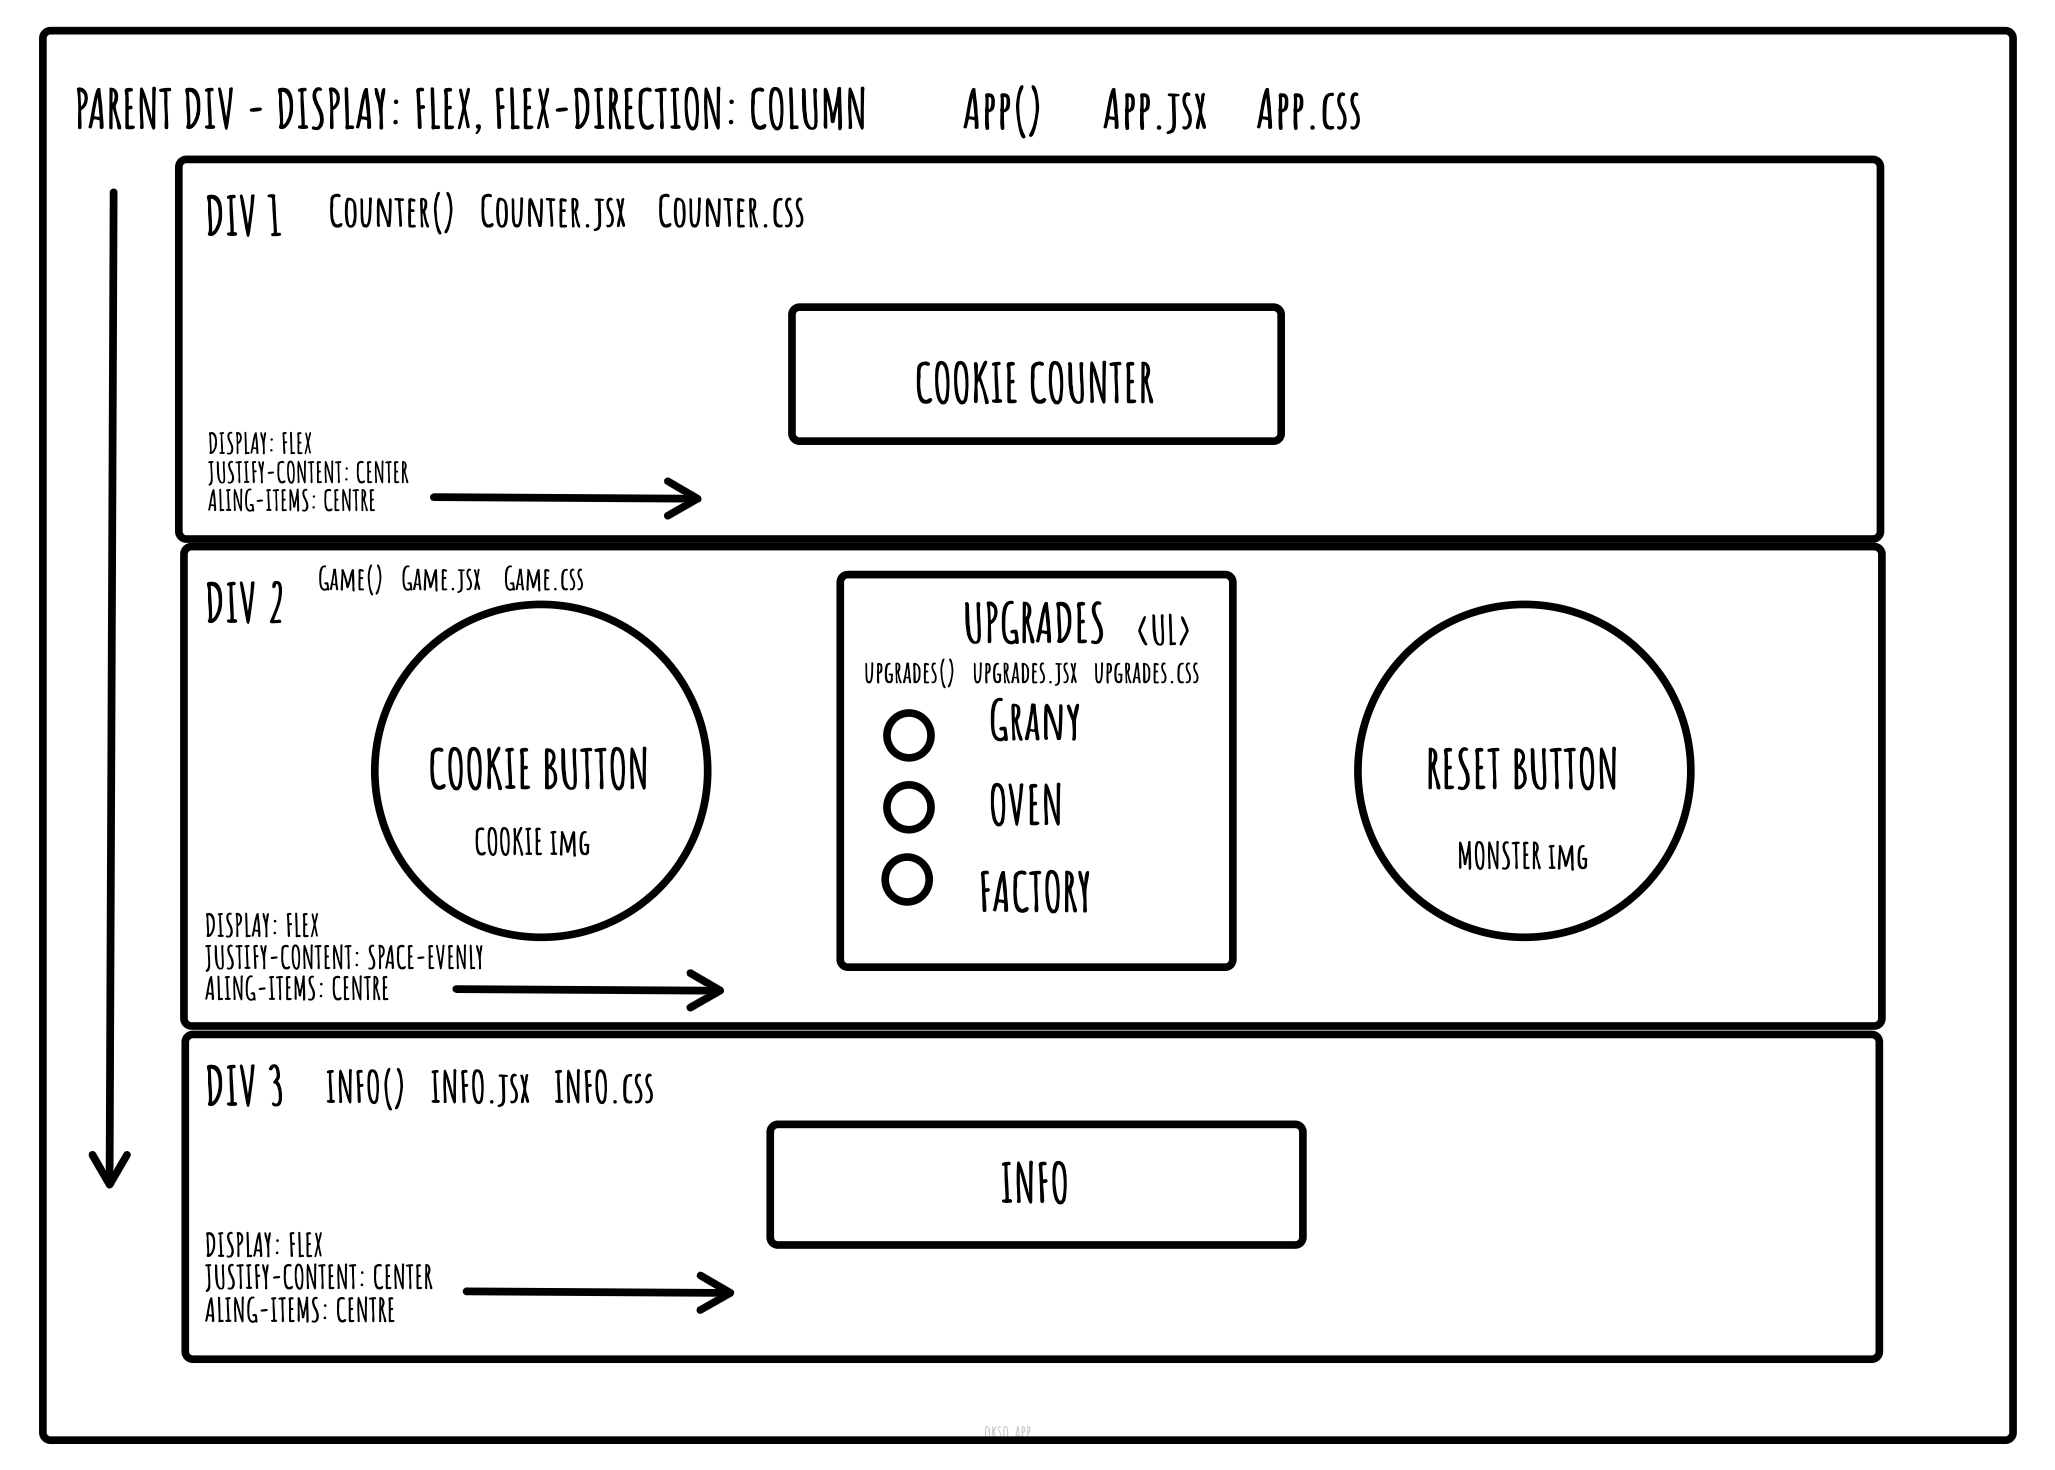 PARENT DIV - DISPLAY: FLEX, FLEX-DIRECTION: COLUMN App() App.jsx App.css
DIV 1 Counter() Counter.jsx Counter.css
COOKIE COUNTER
DISPLAY: FLEX
JUSTIFY-CONTENT: CENTER
ALING-ITEMS: CENTRE
DIV 2 Game() Game.jsx Game.css
COOKIE BUTTON
COOKIE img
UPGRADES <UL>
upgrades() upgrades.jsx upgrades.css
Grany
OVEN
FACTORY
RESET BUTTON
MONSTER img
DISPLAY: FLEX
JUSTIFY-CONTENT: SPACE-EVENLY
ALING-ITEMS: CENTRE
DIV 3 INFO() INFO.jsx INFO.css
INFO
DISPLAY: FLEX
JUSTIFY-CONTENT: CENTER
ALING-ITEMS: CENTRE
OKSO.APP